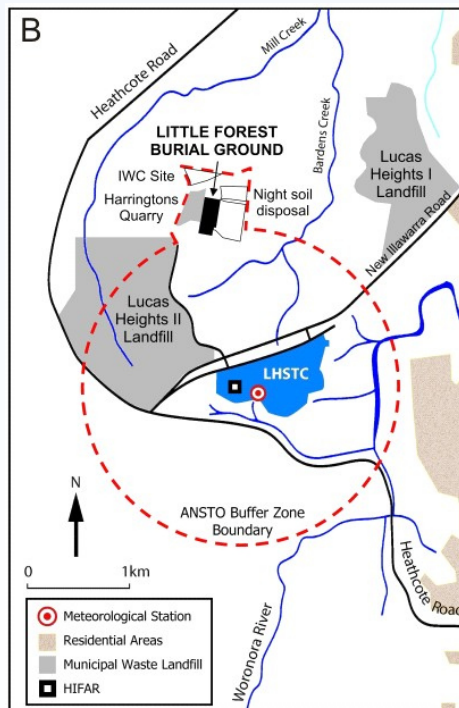 B
Heathcote Road
Mill Creek
Bardens Creek
LITTLE FOREST
BURIAL GROUND
IWC Site
Harringtons
Quarry
Night soil
disposal
Lucas
Heights I
Landfill
New Illawarra Road
Lucas
Heights II
Landfill
LHSTC
N
ANSTO Buffer Zone
Boundary
0
1km
Heathcote Road
Woronora River
Meteorological Station
Residential Areas
Municipal Waste Landfill
HIFAR